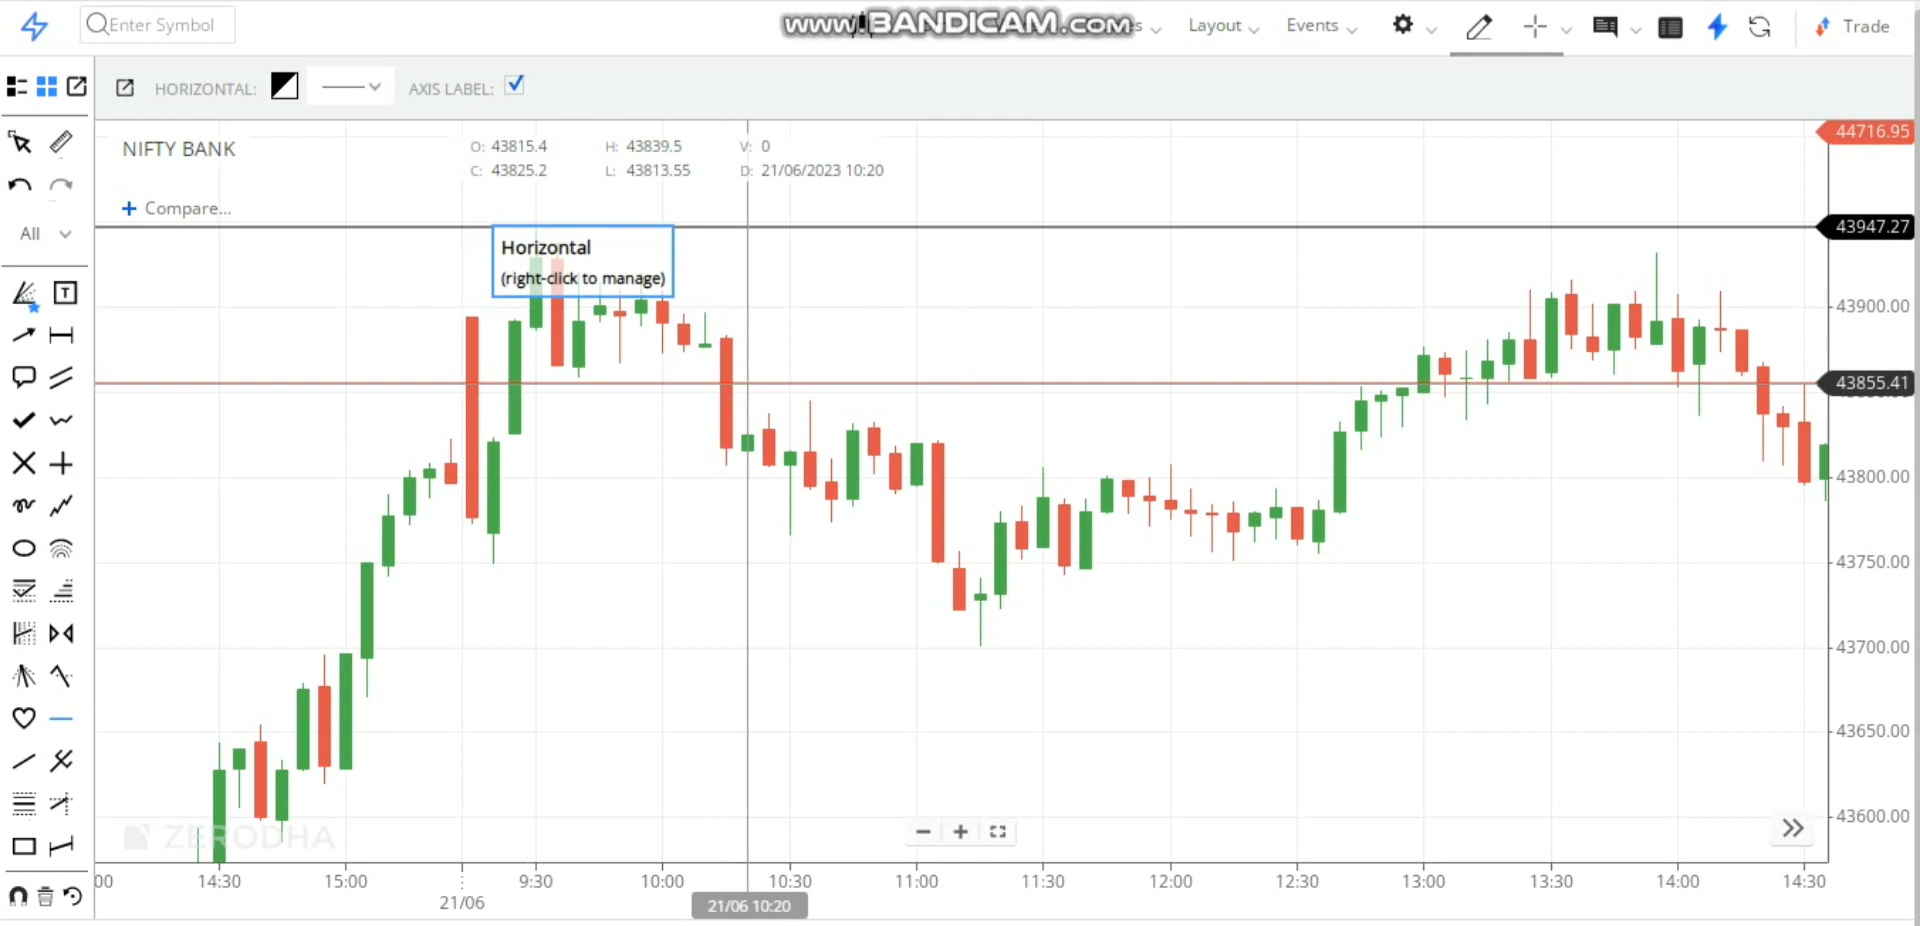 Enter Symbol
www.BANDICAM.com
Layout
Events
Trade
HORIZONTAL:
AXIS LABEL:
NIFTY BANK
O: 43815.4 H: 43839.5 V: 0
C: 43825.2 L: 43813.55 D: 21/06/2023 10:20
+ Compare...
All
T
Horizontal
(right-click to manage)
44716.95
43947.27
43900.00
43855.41
43800.00
43750.00
43700.00
43650.00
43600.00
ZERODHA
00 14:30 15:00 9:30 10:00 10:30 11:00 11:30 12:00 12:30 13:00 13:30 14:00 14:30
21/06
21/06 10:20